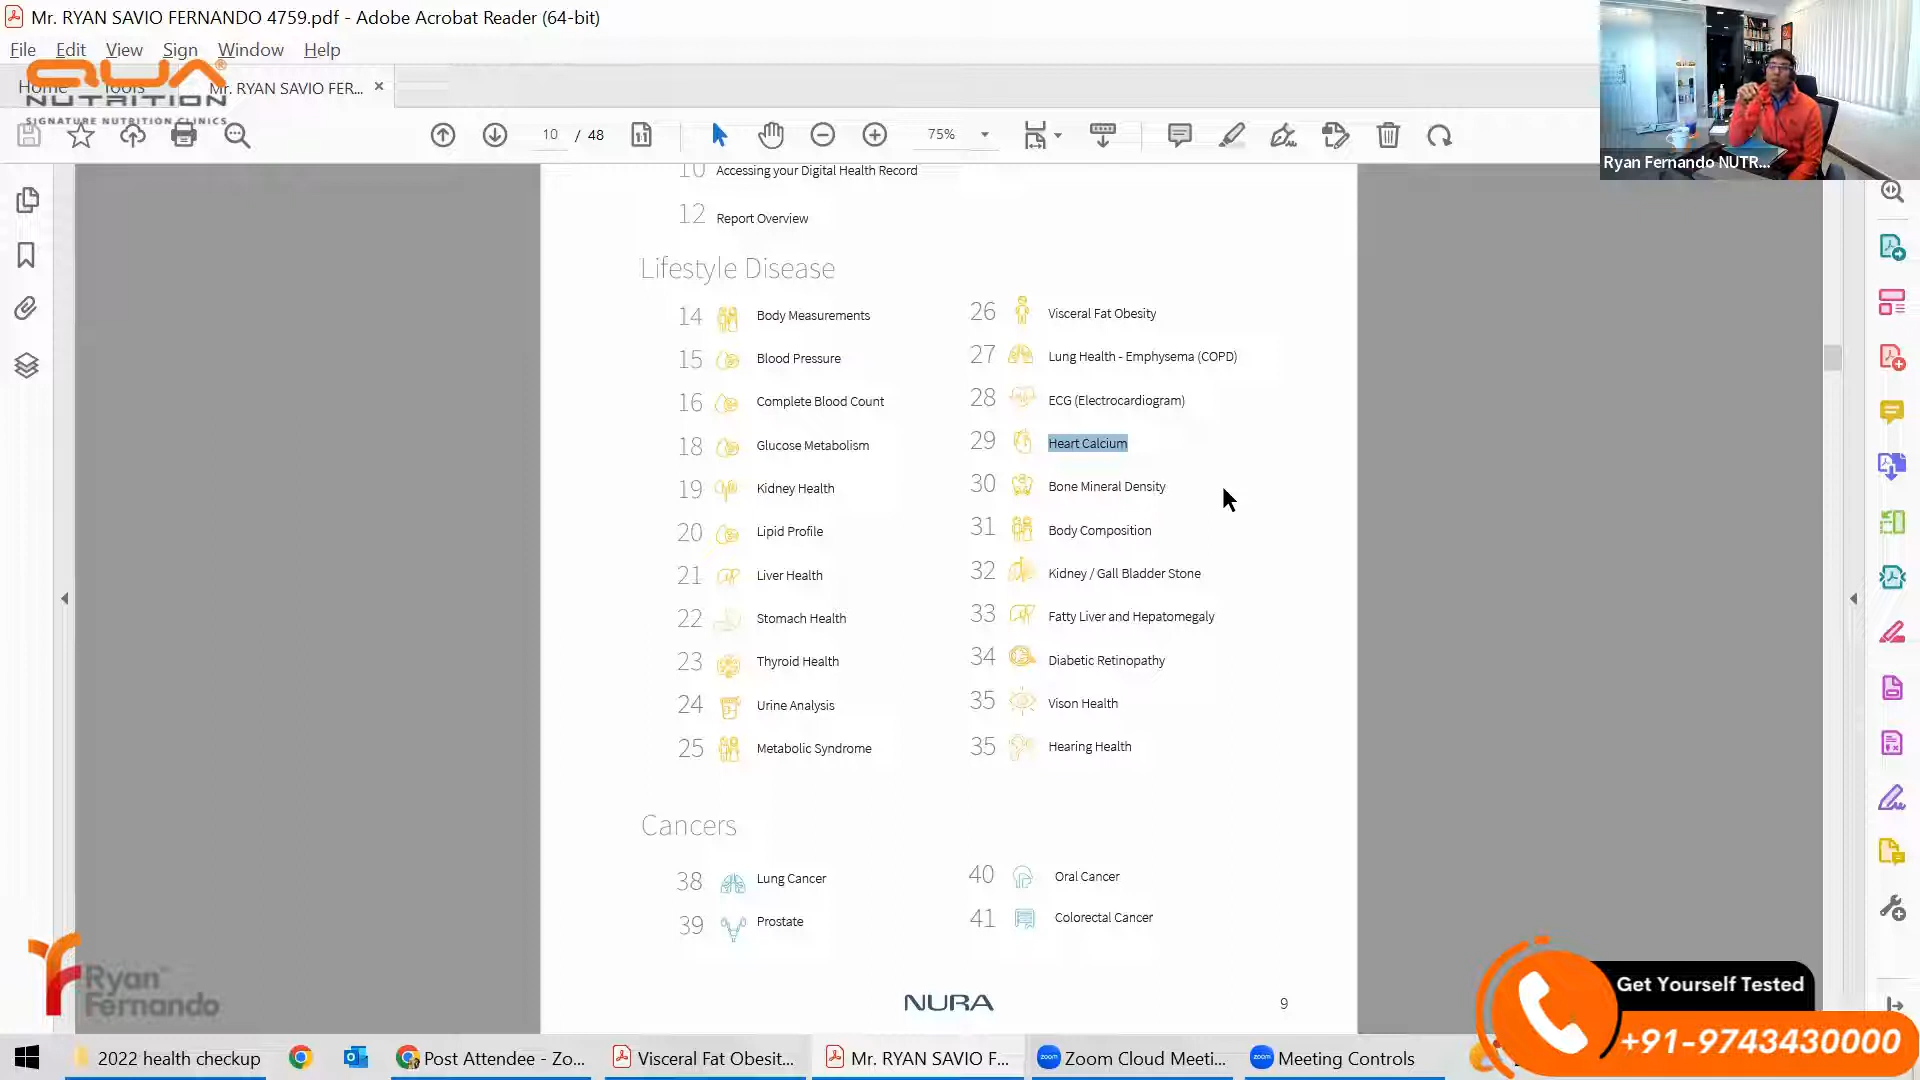 Mr. RYAN SAVIO FERNANDO 4759.pdf - Adobe Acrobat Reader (64-bit)
File Edit View Sign Window Help
Home Tools Mr. RYAN SAVIO FER... ×
QUA®
NUTRITION
SIGNATURE NUTRITION CLINICS
10 / 48 75%
Ryan Fernando NUTR...
10 Accessing your Digital Health Record
12 Report Overview
Lifestyle Disease
14 Body Measurements
15 Blood Pressure
16 Complete Blood Count
18 Glucose Metabolism
19 Kidney Health
20 Lipid Profile
21 Liver Health
22 Stomach Health
23 Thyroid Health
24 Urine Analysis
25 Metabolic Syndrome
26 Visceral Fat Obesity
27 Lung Health - Emphysema (COPD)
28 ECG (Electrocardiogram)
29 Heart Calcium
30 Bone Mineral Density
31 Body Composition
32 Kidney / Gall Bladder Stone
33 Fatty Liver and Hepatomegaly
34 Diabetic Retinopathy
35 Vison Health
35 Hearing Health
Cancers
38 Lung Cancer
39 Prostate
40 Oral Cancer
41 Colorectal Cancer
NURA
9
Ryan™
Fernando
Get Yourself Tested
+91-9743430000
2022 health checkup
Post Attendee - Zo...
Visceral Fat Obesit...
Mr. RYAN SAVIO F...
zoom Zoom Cloud Meeti...
zoom Meeting Controls